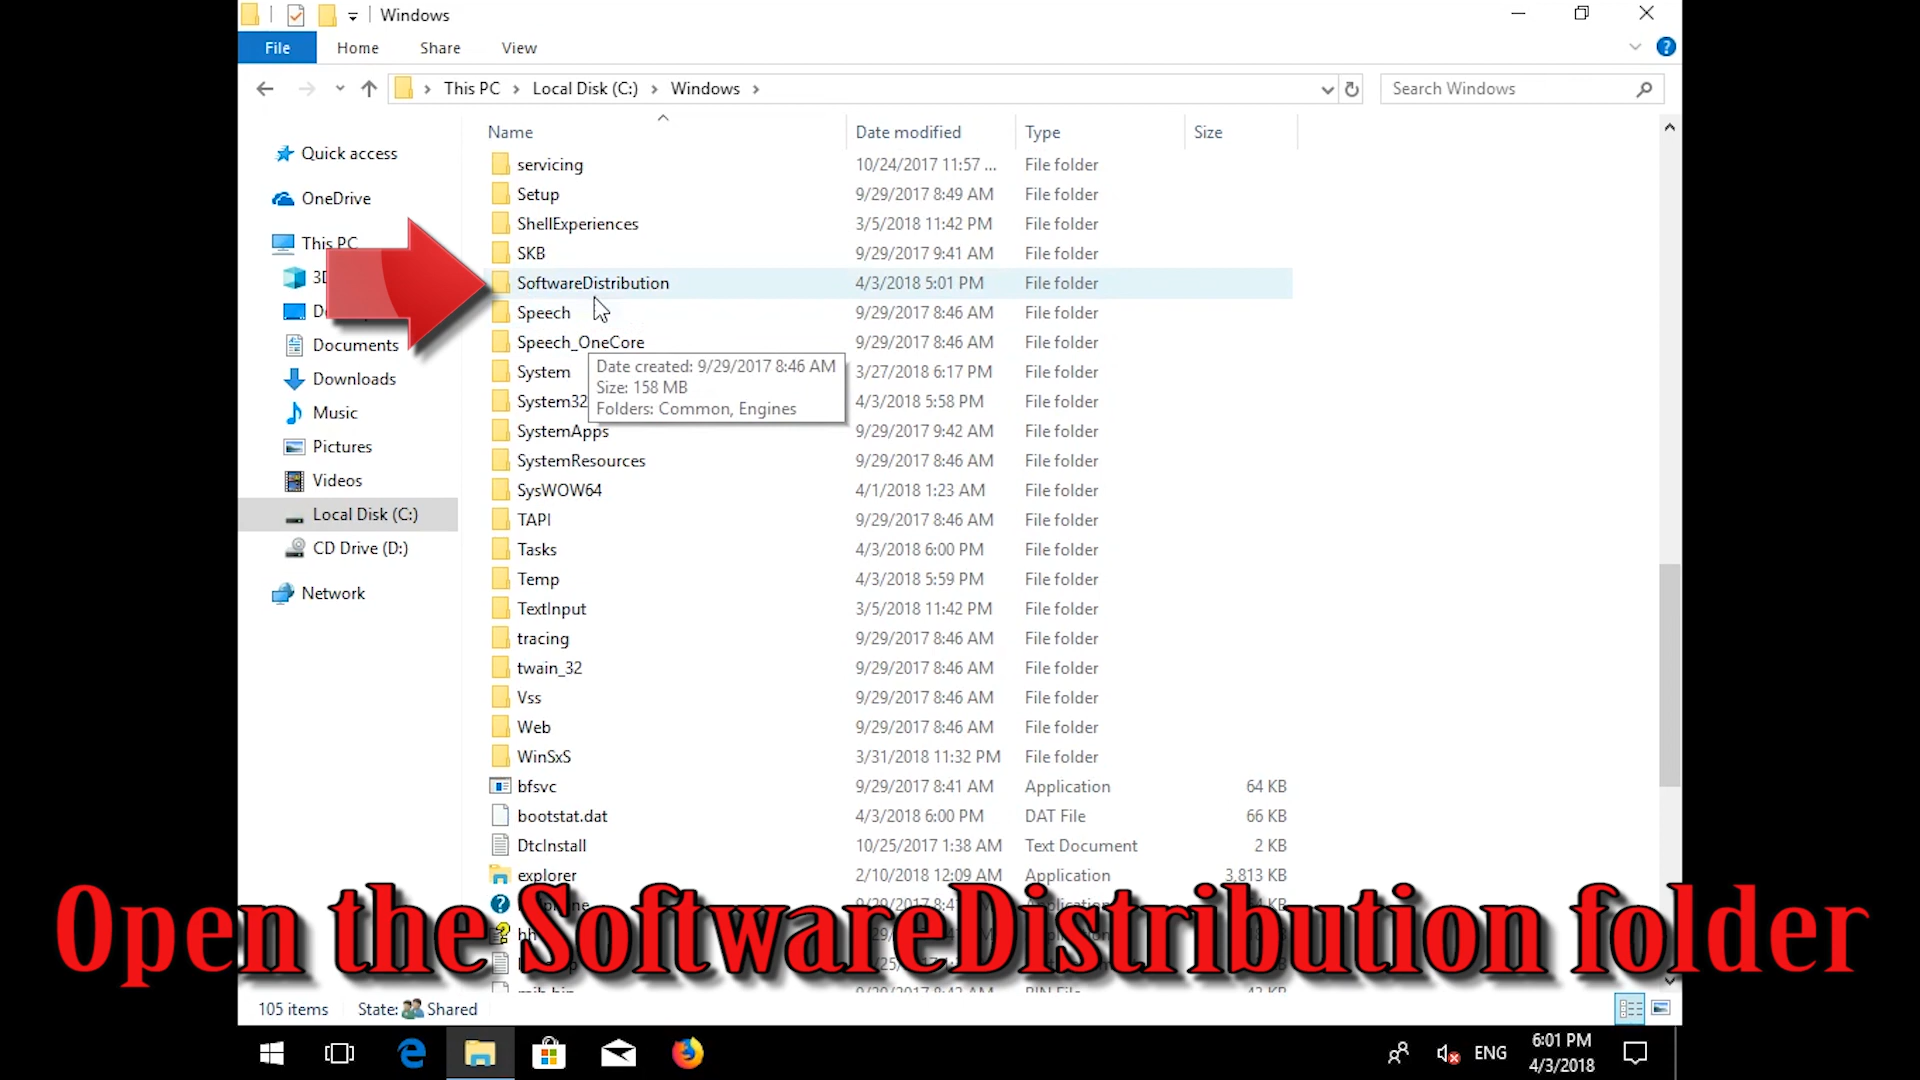 Windows
File Home Share View
This PC Local Disk (C:) Windows
Search Windows
Name Date modified Type Size
Quick access
OneDrive
This PC
Documents
Downloads
Music
Pictures
Videos
Local Disk (C:)
CD Drive (D:)
Network
servicing 10/24/2017 11:57 ... File folder
Setup 9/29/2017 8:49 AM File folder
ShellExperiences 3/5/2018 11:42 PM File folder
SKB 9/29/2017 9:41 AM File folder
SoftwareDistribution 4/3/2018 5:01 PM File folder
Speech 9/29/2017 8:46 AM File folder
Speech_OneCore 9/29/2017 8:46 AM File folder
System 3/27/2018 6:17 PM File folder
System32 4/3/2018 5:58 PM File folder
SystemApps 9/29/2017 9:42 AM File folder
SystemResources 9/29/2017 8:46 AM File folder
SysWOW64 4/1/2018 1:23 AM File folder
TAPI 9/29/2017 8:46 AM File folder
Tasks 4/3/2018 6:00 PM File folder
Temp 4/3/2018 5:59 PM File folder
TextInput 3/5/2018 11:42 PM File folder
tracing 9/29/2017 8:46 AM File folder
twain_32 9/29/2017 8:46 AM File folder
Vss 9/29/2017 8:46 AM File folder
Web 9/29/2017 8:46 AM File folder
WinSxS 3/31/2018 11:32 PM File folder
bfsvc 9/29/2017 8:41 AM Application 64 KB
bootstat.dat 4/3/2018 6:00 PM DAT File 66 KB
DtcInstall 10/25/2017 1:38 AM Text Document 2 KB
explorer 2/10/2018 12:09 AM Application 3,813 KB
Date created: 9/29/2017 8:46 AM
Size: 158 MB
Folders: Common, Engines
Open the SoftwareDistribution folder
105 items State: Shared
ENG
6:01 PM
4/3/2018